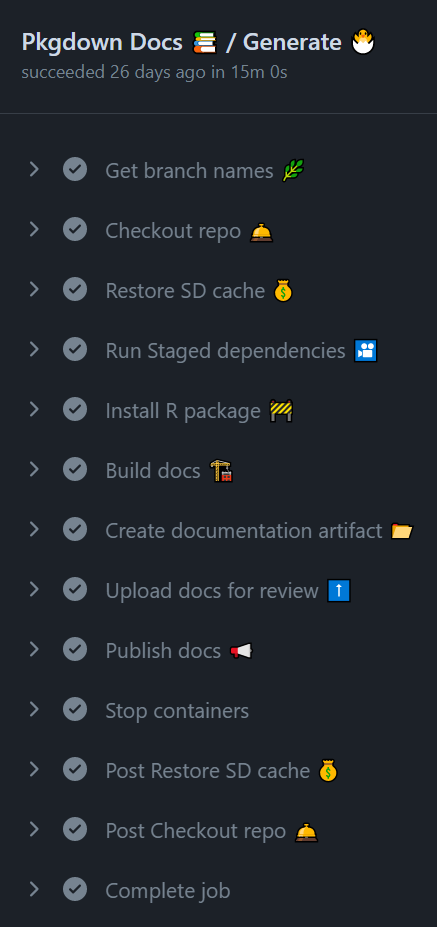 Pkgdown Docs 📚 / Generate 🐣
succeeded 26 days ago in 15m 0s
Get branch names 🌿
Checkout repo 🛎
Restore SD cache 💰
Run Staged dependencies 🎦
Install R package 🚧
Build docs 🏗
Create documentation artifact 📂
Upload docs for review ⬆
Publish docs 📢
Stop containers
Post Restore SD cache 💰
Post Checkout repo 🛎
Complete job